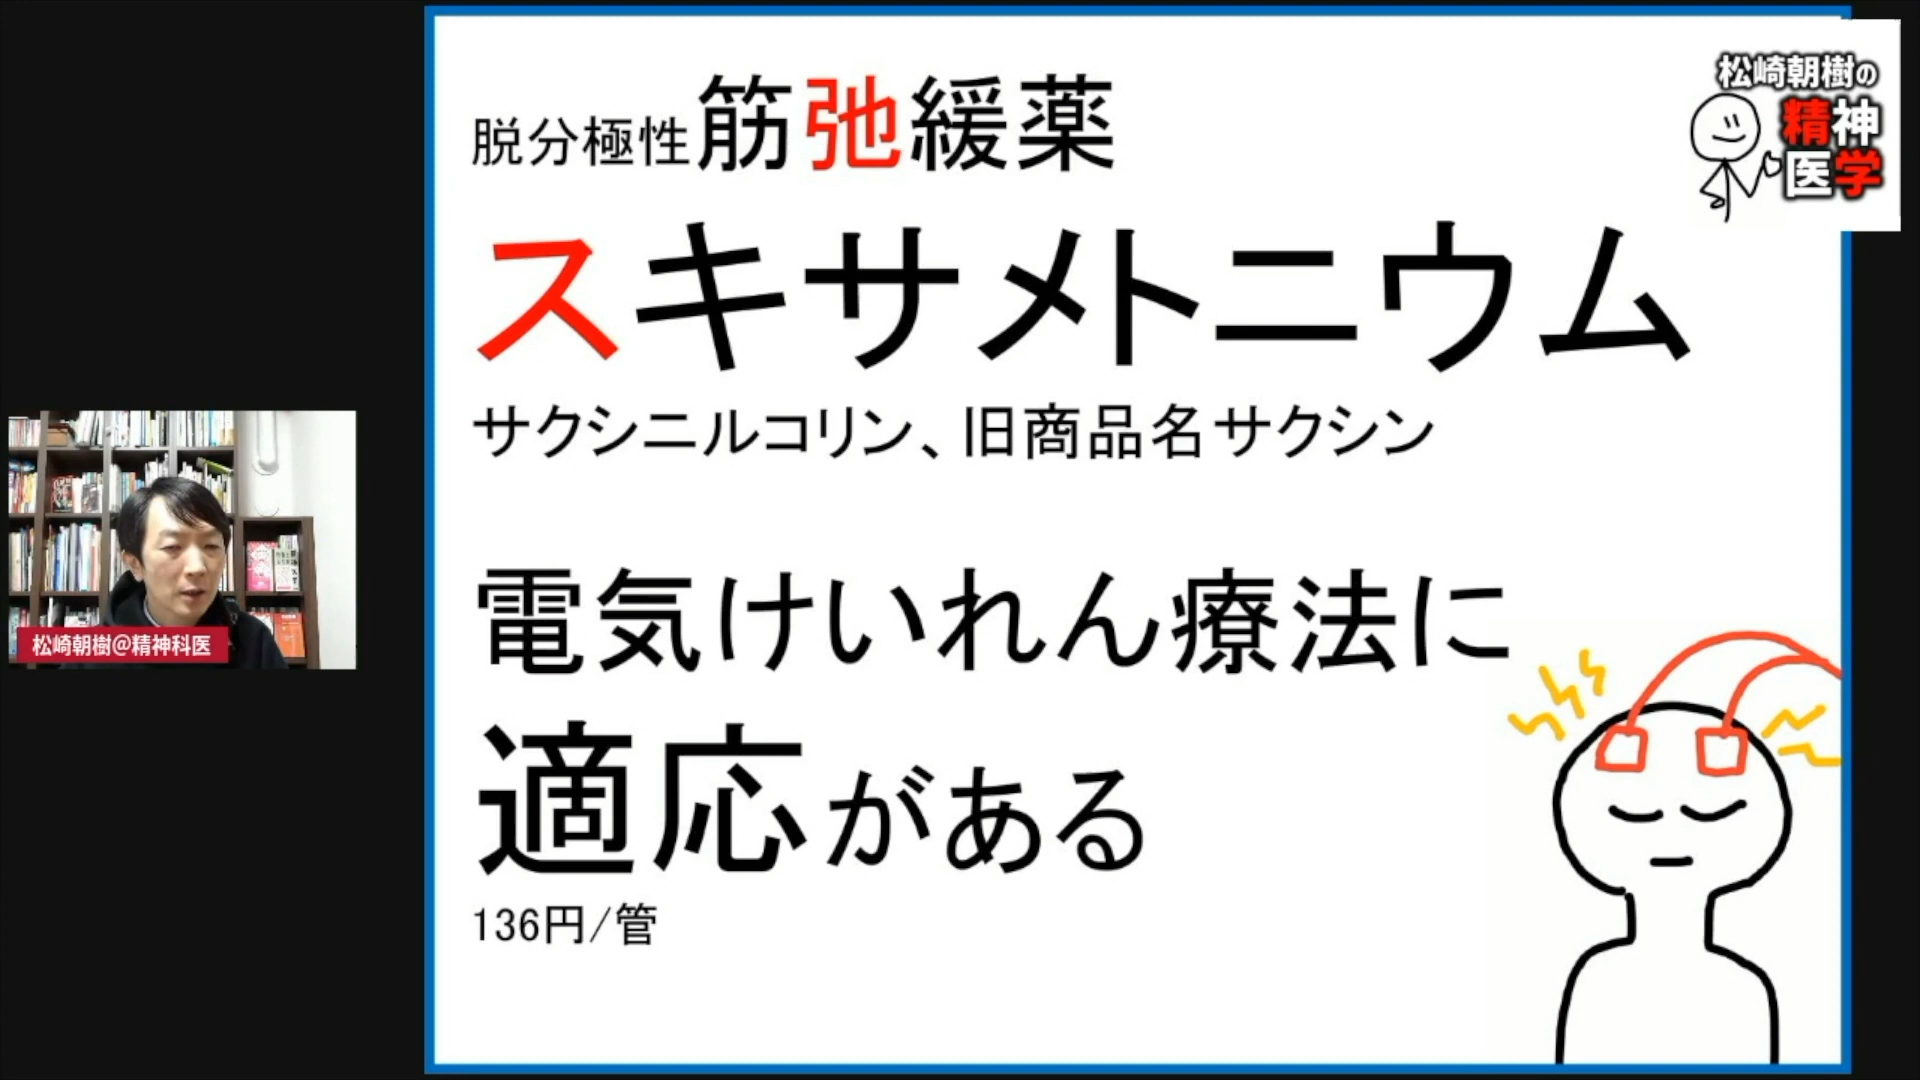 脱分極性筋弛緩薬
スキサメトニウム
サクシニルコリン、旧商品名サクシン
電気けいれん療法に
適応がある
136円/管
松崎朝樹の
精神
医学
松崎朝樹@精神科医